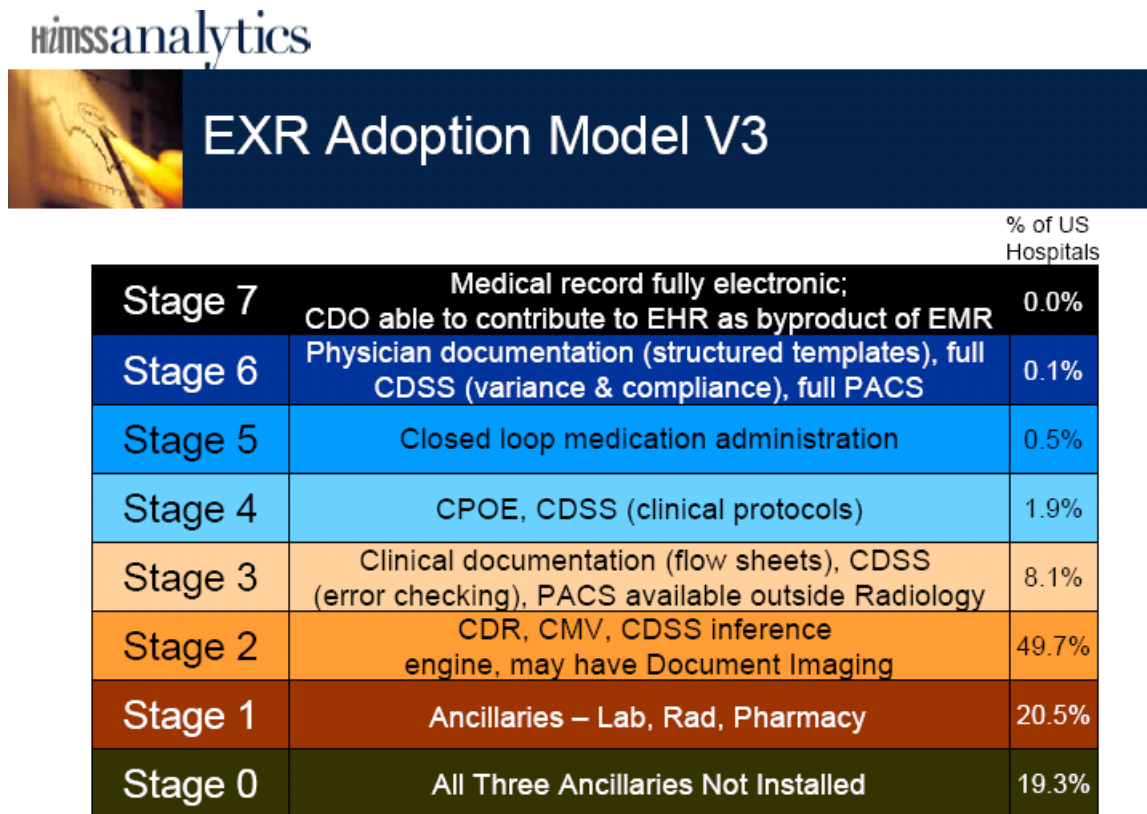 HimssAnalytics
EXR Adoption Model V3
% of US
Hospitals
Stage 7
Medical record fully electronic;
CDO able to contribute to EHR as byproduct of EMR
0.0%
Stage 6
Physician documentation (structured templates), full
CDSS (variance & compliance), full PACS
0.1%
Stage 5
Closed loop medication administration
0.5%
Stage 4
CPOE, CDSS (clinical protocols)
1.9%
Stage 3
Clinical documentation (flow sheets), CDSS
(error checking), PACS available outside Radiology
8.1%
Stage 2
CDR, CMV, CDSS inference
engine, may have Document Imaging
49.7%
Stage 1
Ancillaries – Lab, Rad, Pharmacy
20.5%
Stage 0
All Three Ancillaries Not Installed
19.3%